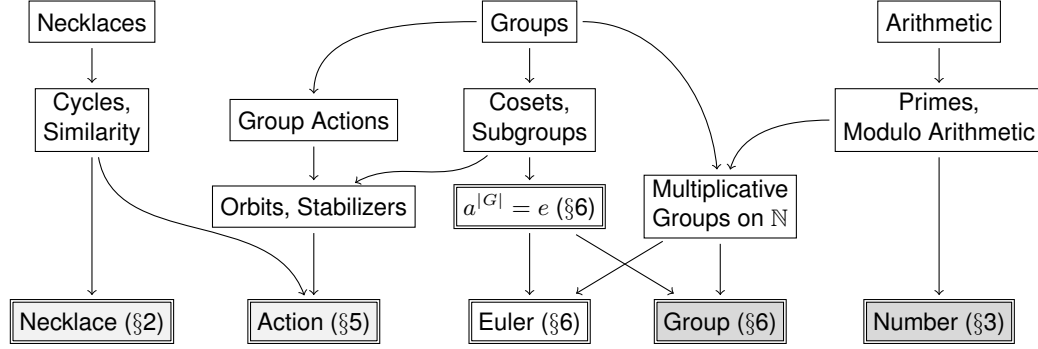 Necklaces
Groups
Arithmetic
Cycles,
Similarity
Group Actions
Cosets,
Subgroups
Primes,
Modulo Arithmetic
Orbits, Stabilizers
a^{|G|} = e (§6)
Multiplicative
Groups on ℕ
Necklace (§2)
Action (§5)
Euler (§6)
Group (§6)
Number (§3)